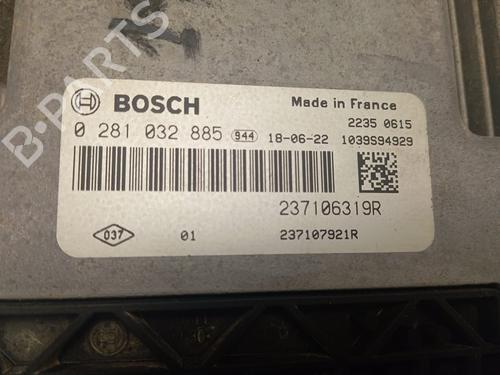 B-PARTS
BOSCH
Made in France
0 281 032 885 944 18-06-22
2235 0615
1039S94929
237106319R
037 01 237107921R
BOSCH